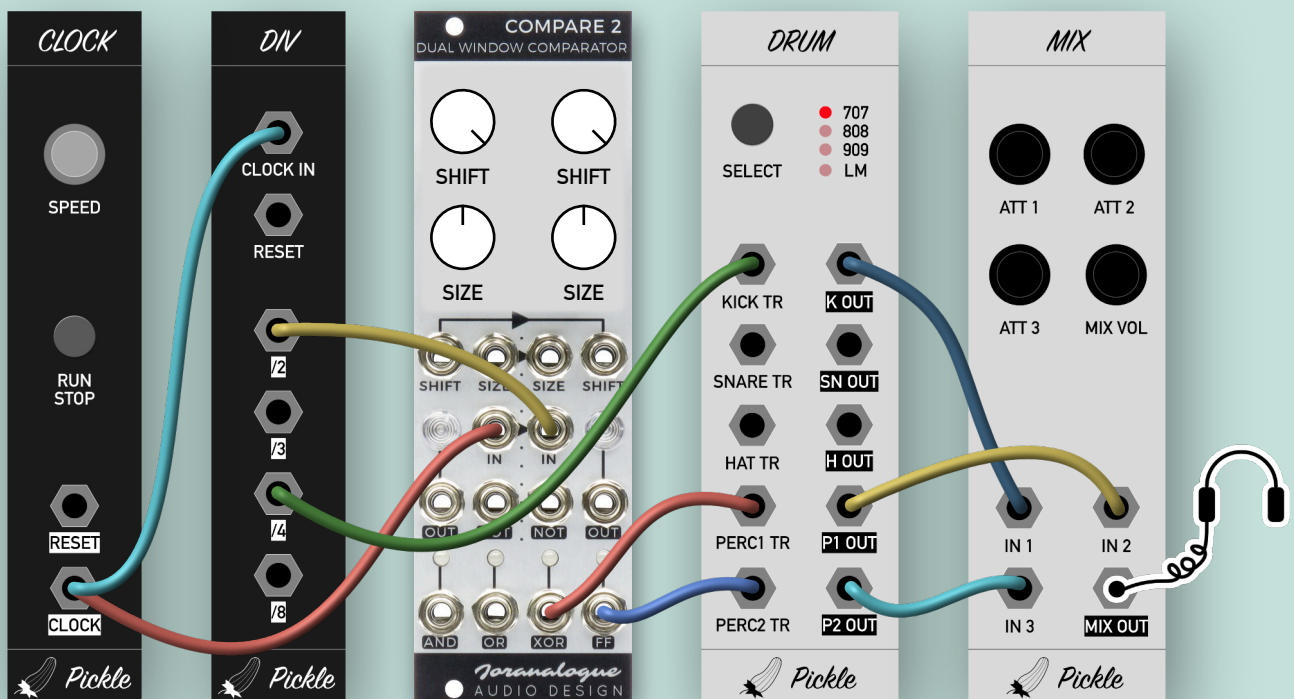 CLOCK
SPEED
RUN
STOP
RESET
CLOCK
Pickle
DIV
CLOCK IN
RESET
/2
/3
/4
/8
Pickle
COMPARE 2
DUAL WINDOW COMPARATOR
SHIFT SHIFT
SIZE SIZE
SHIFT SIZE SIZE SHIFT
IN IN
OUT NOT OUT
AND OR XOR FF
Joranalogue
AUDIO DESIGN
DRUM
707
808
909
LM
SELECT
KICK TR K OUT
SNARE TR SN OUT
HAT TR H OUT
PERC1 TR P1 OUT
PERC2 TR P2 OUT
Pickle
MIX
ATT 1 ATT 2
ATT 3 MIX VOL
IN 1 IN 2
IN 3 MIX OUT
Pickle